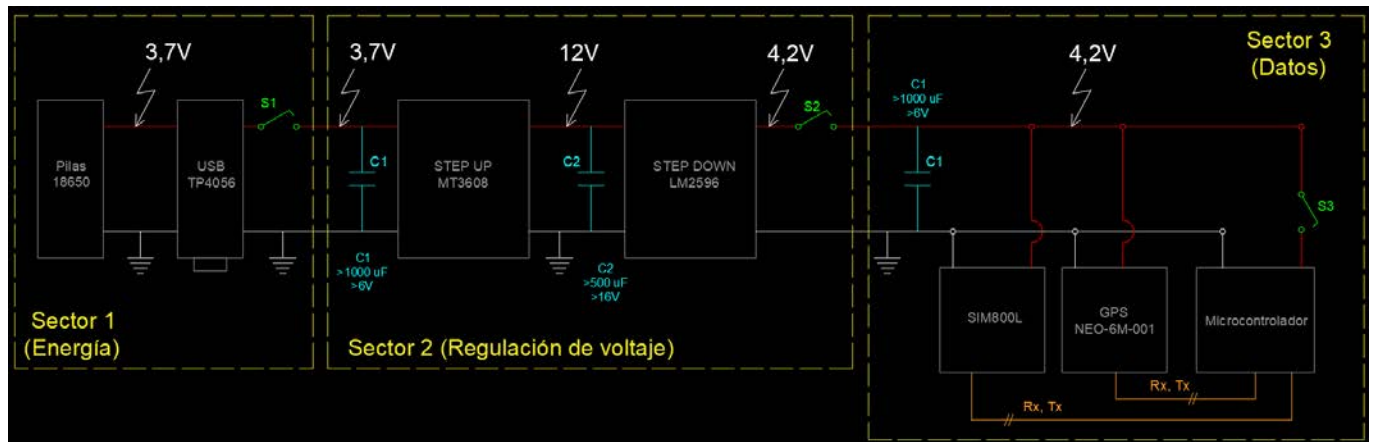 3,7V
S1
Pilas
18650
USB
TP4056
Sector 1
(Energía)
3,7V
12V
4,2V
S2
C1
STEP UP
MT3608
C2
STEP DOWN
LM2596
C1
>1000 uF
>6V
C2
>500 uF
>16V
Sector 2 (Regulación de voltaje)
Sector 3
(Datos)
4,2V
C1
>1000 uF
>6V
C1
S3
SIM800L
GPS
NEO-6M-001
Microcontrolador
Rx, Tx
Rx, Tx